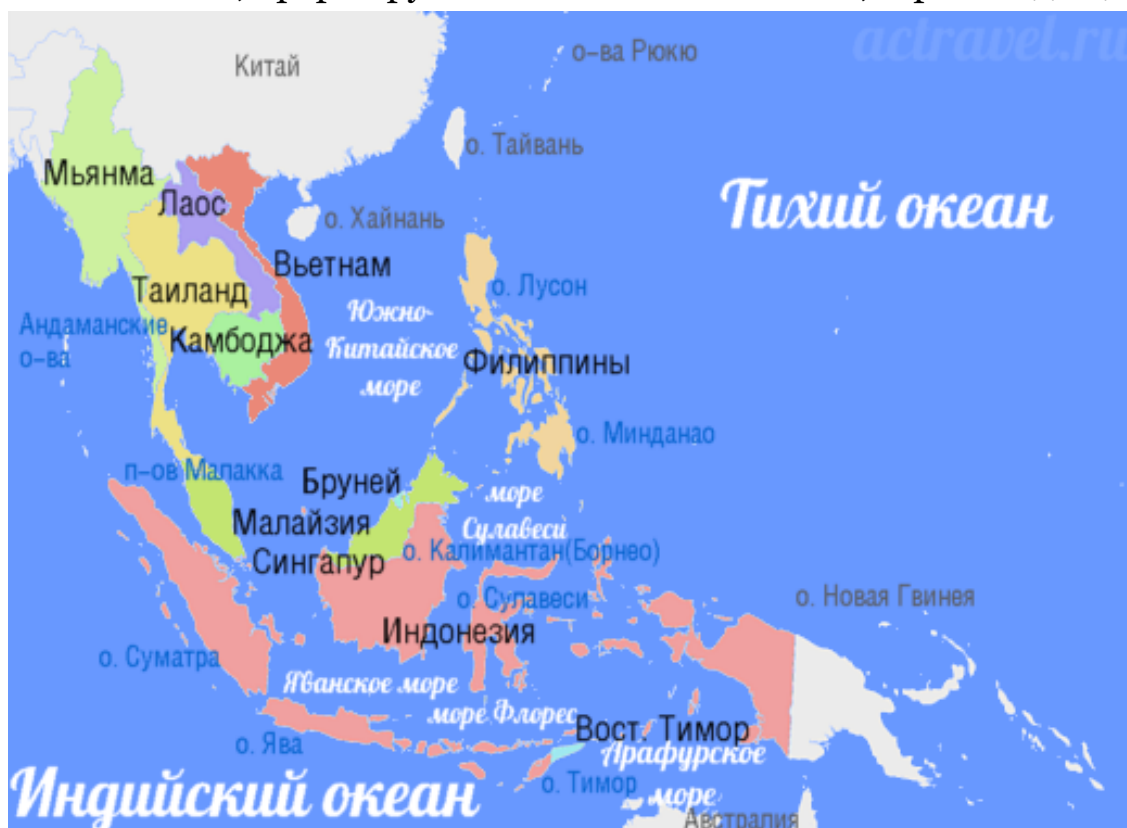 actravel.ru
о-ва Рюкю
Китай
о. Тайвань
Мьянма
Лаос
о. Хайнань
Тихий океан
Вьетнам
Таиланд
о. Лусон
Андаманские
о-ва
Южно-
Китайское
море
Камбоджа
Филиппины
о. Минданао
п-ов Малакка
Бруней
море
Сулавеси
Малайзия
Сингапур
о. Калимантан(Борнео)
о. Сулавеси
о. Новая Гвинея
Индонезия
о. Суматра
Яванское море
море Флорес
Вост. Тимор
о. Ява
Арафурское
море
о. Тимор
Индийский океан
Австралия